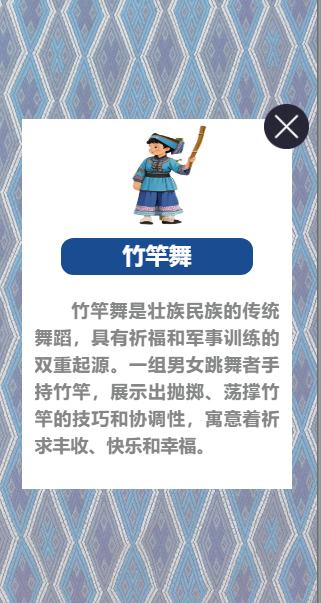 竹竿舞
竹竿舞是壮族民族的传统
舞蹈，具有祈福和军事训练的
双重起源。一组男女跳舞者手
持竹竿，展示出抛掷、荡撑竹
竿的技巧和协调性，寓意着祈
求丰收、快乐和幸福。